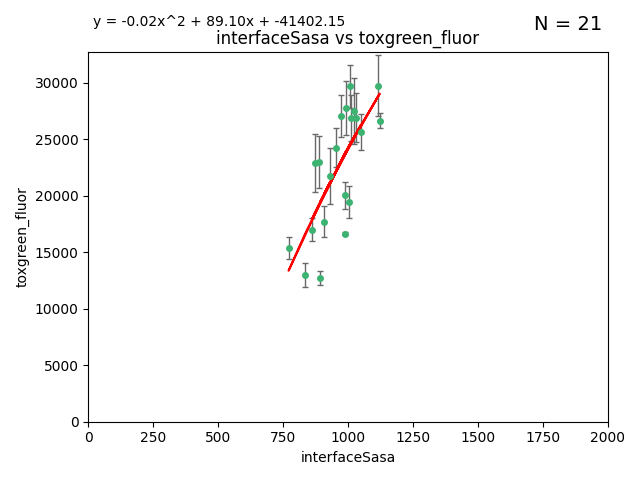 y = -0.02x^2 + 89.10x + -41402.15
N = 21
interfaceSasa vs toxgreen_fluor
30000
25000
20000
15000
10000
5000
0
toxgreen_fluor
0 250 500 750 1000 1250 1500 1750 2000
interfaceSasa